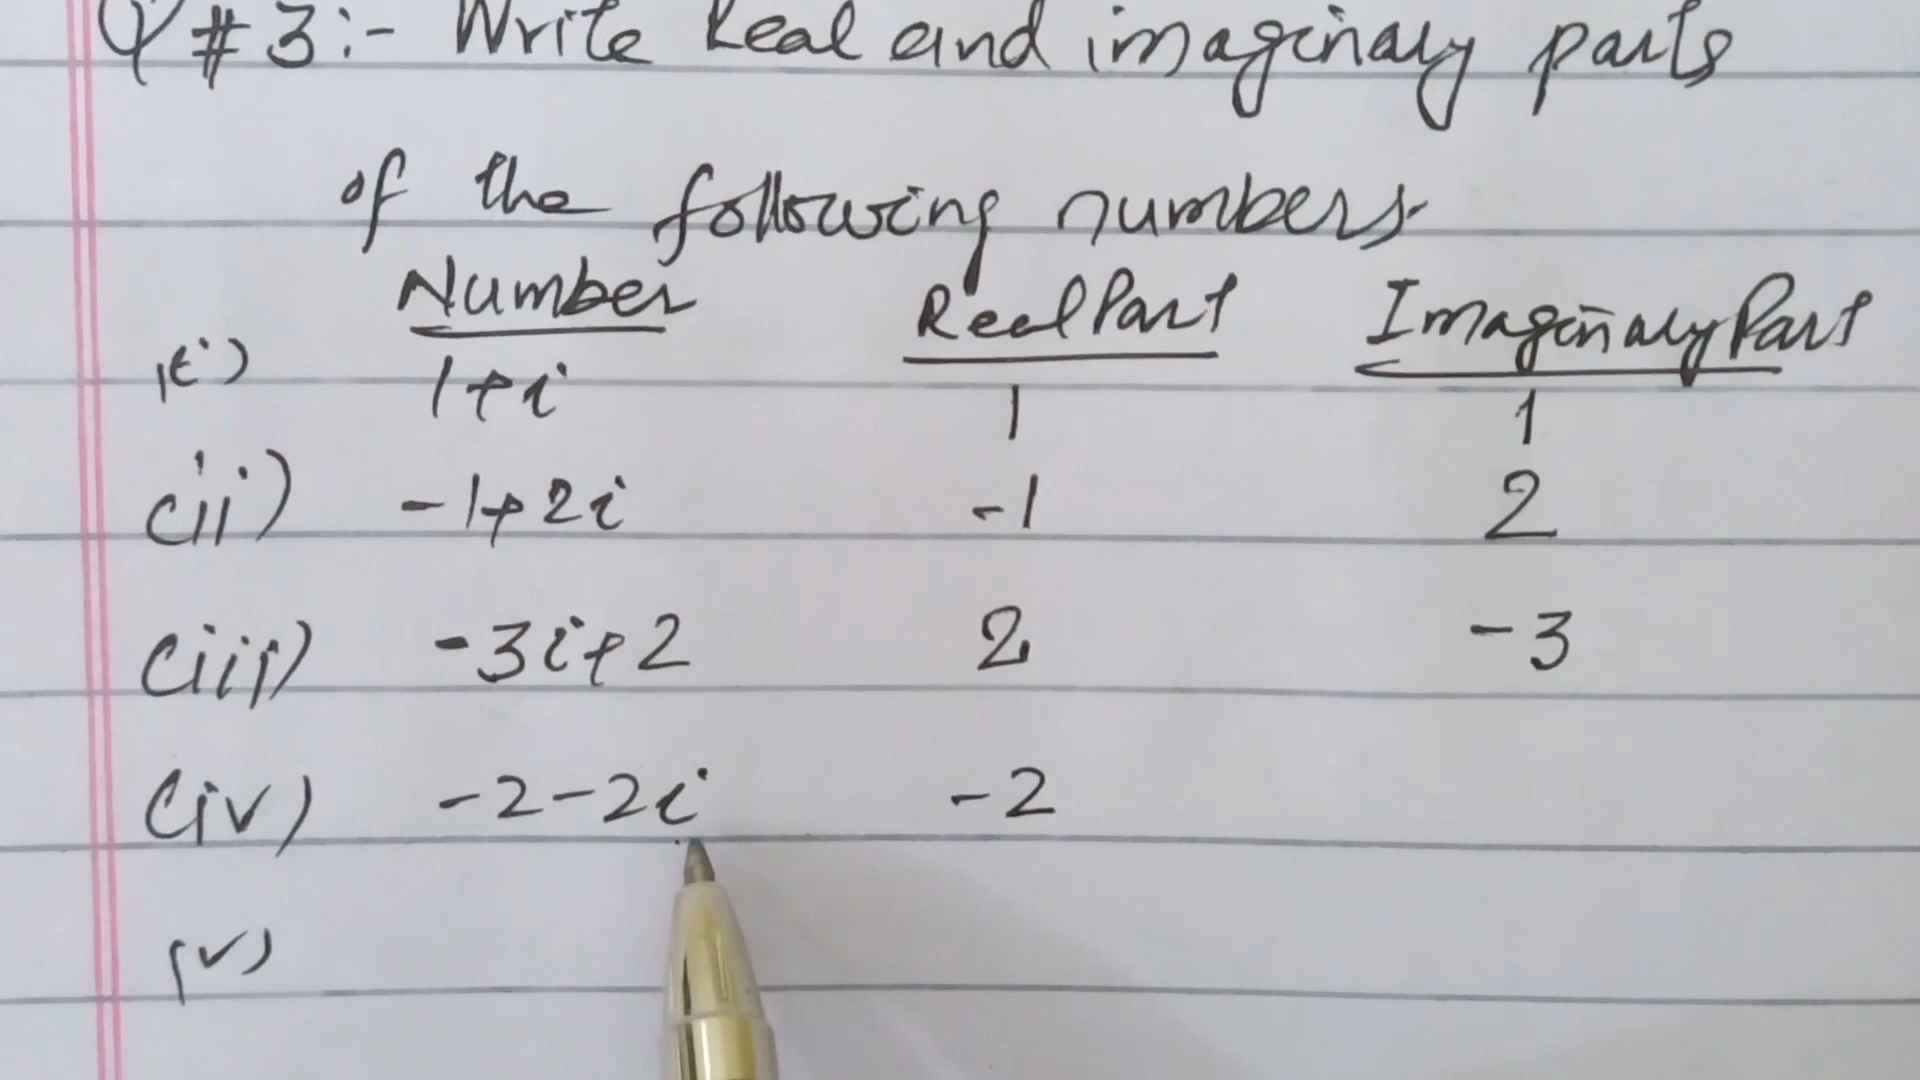 Q#3:- Write Real and imaginary parts
of the following numbers.
Number Real Part Imaginary Part
(i) 1+i 1 1
(ii) -1+2i -1 2
(iii) -3i+2 2 -3
(iv) -2-2i -2
(v)